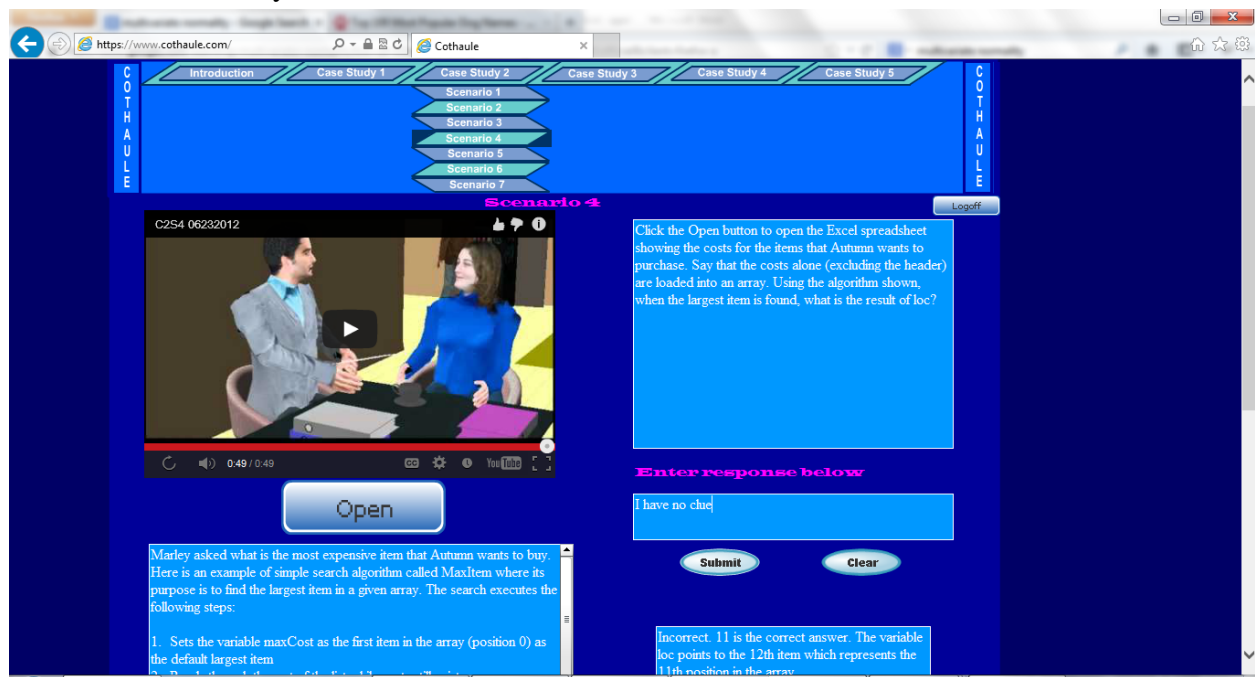 https://www.cothaule.com/
Cothaule
COTHAULE
Introduction
Case Study 1
Case Study 2
Case Study 3
Case Study 4
Case Study 5
COTHAULE
Scenario 1
Scenario 2
Scenario 3
Scenario 4
Scenario 5
Scenario 6
Scenario 7
Scenario 4
Logoff
C2S4 06232012
0:49 / 0:49
CC
YouTube
Open
Marley asked what is the most expensive item that Autumn wants to buy.
Here is an example of simple search algorithm called MaxItem where its
purpose is to find the largest item in a given array. The search executes the
following steps:
1. Sets the variable maxCost as the first item in the array (position 0) as
the default largest item
Click the Open button to open the Excel spreadsheet
showing the costs for the items that Autumn wants to
purchase. Say that the costs alone (excluding the header)
are loaded into an array. Using the algorithm shown,
when the largest item is found, what is the result of loc?
Enter response below
I have no clue
Submit
Clear
Incorrect. 11 is the correct answer. The variable
loc points to the 12th item which represents the
11th position in the array